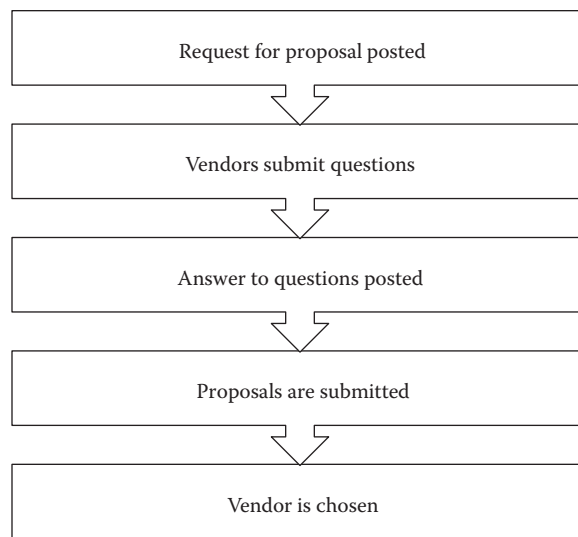 Request for proposal posted
Vendors submit questions
Answer to questions posted
Proposals are submitted
Vendor is chosen